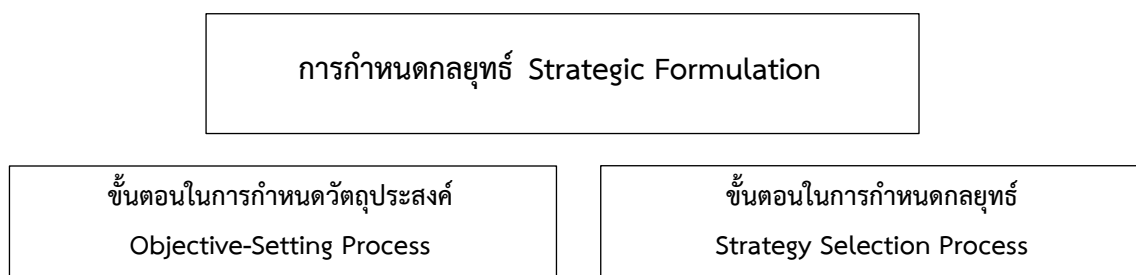 การกำหนดกลยุทธ์ Strategic Formulation
ขั้นตอนในการกำหนดวัตถุประสงค์
Objective-Setting Process
ขั้นตอนในการกำหนดกลยุทธ์
Strategy Selection Process